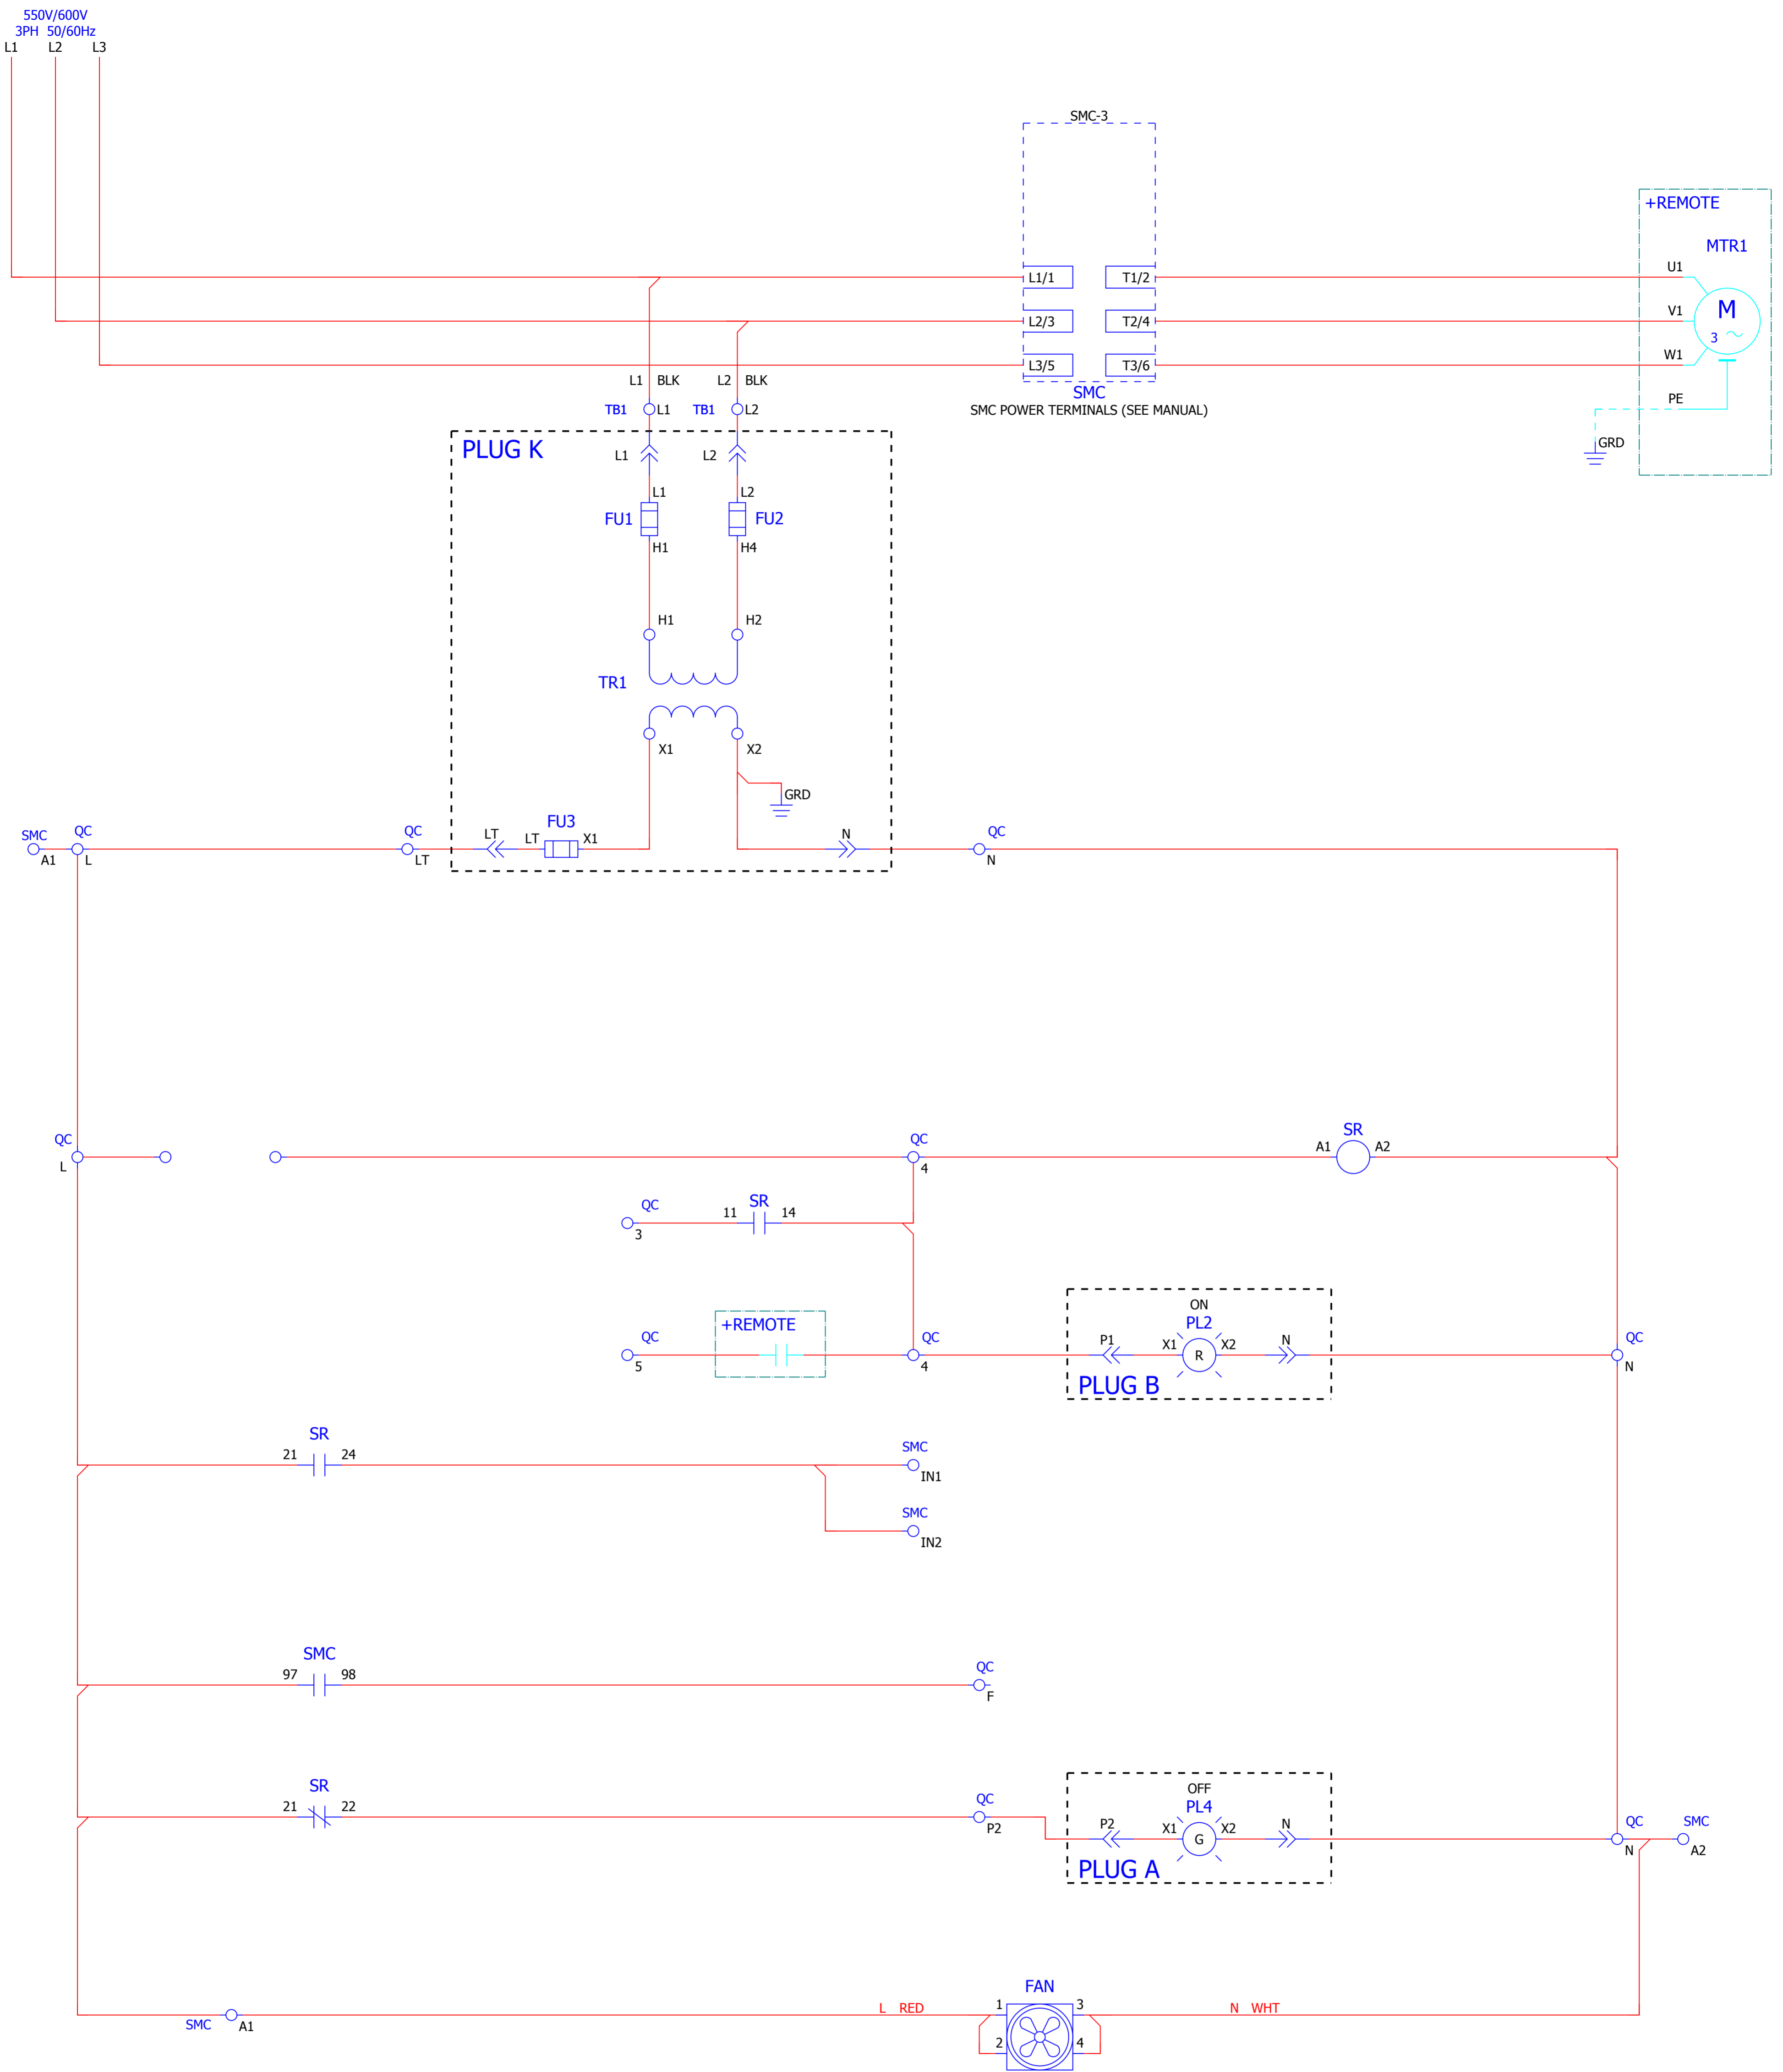 550V/600V
3PH 50/60Hz
L1 L2 L3
SMC-3
+REMOTE
MTR1
L1/1 T1/2 U1
L2/3 T2/4 V1
M
3
L3/5 T3/6 W1
L1 BLK L2 BLK
SMC
SMC POWER TERMINALS (SEE MANUAL)
PE
GRD
TB1 L1 TB1 L2
PLUG K
L1 L2
L1 L2
FU1 FU2
H1 H4
H1 H2
TR1
X1 X2
GRD
SMC QC QC LT LT FU3 X1 N QC
A1 L LT N
QC QC SR
L 4 A1 A2
QC SR
3 11 14
+REMOTE
QC QC
5 4
ON
PL2
P1 X1 R X2 N
PLUG B
QC
N
SR
21 24
SMC
IN1
SMC
IN2
SMC
97 98
QC
F
SR
21 22
QC
P2
OFF
PL4
P2 X1 G X2 N
PLUG A
QC SMC
N A2
FAN
SMC A1
L RED 1 3 N WHT
2 4